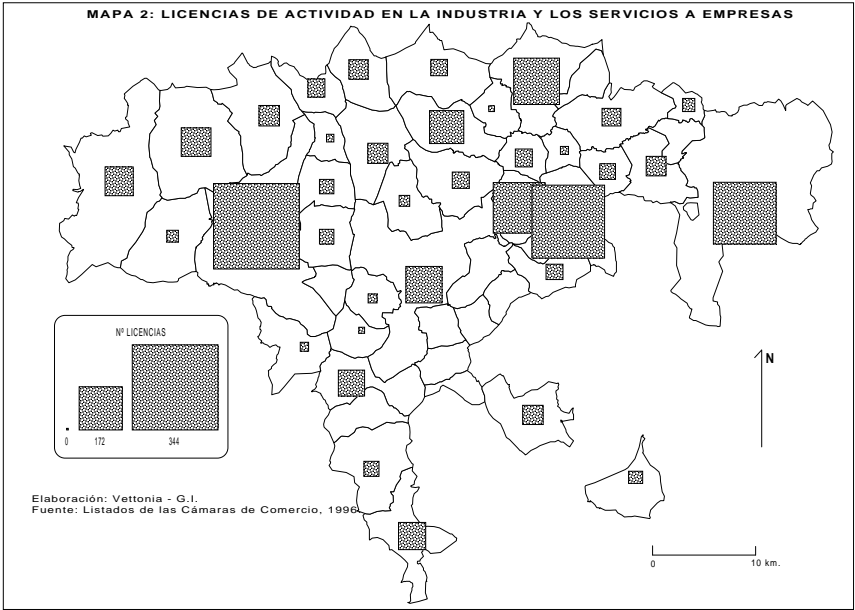 MAPA 2: LICENCIAS DE ACTIVIDAD EN LA INDUSTRIA Y LOS SERVICIOS A EMPRESAS
Nº LICENCIAS
0 172 344
N
Elaboración: Vettonia - G.I.
Fuente: Listados de las Cámaras de Comercio, 1996
0 10 km.